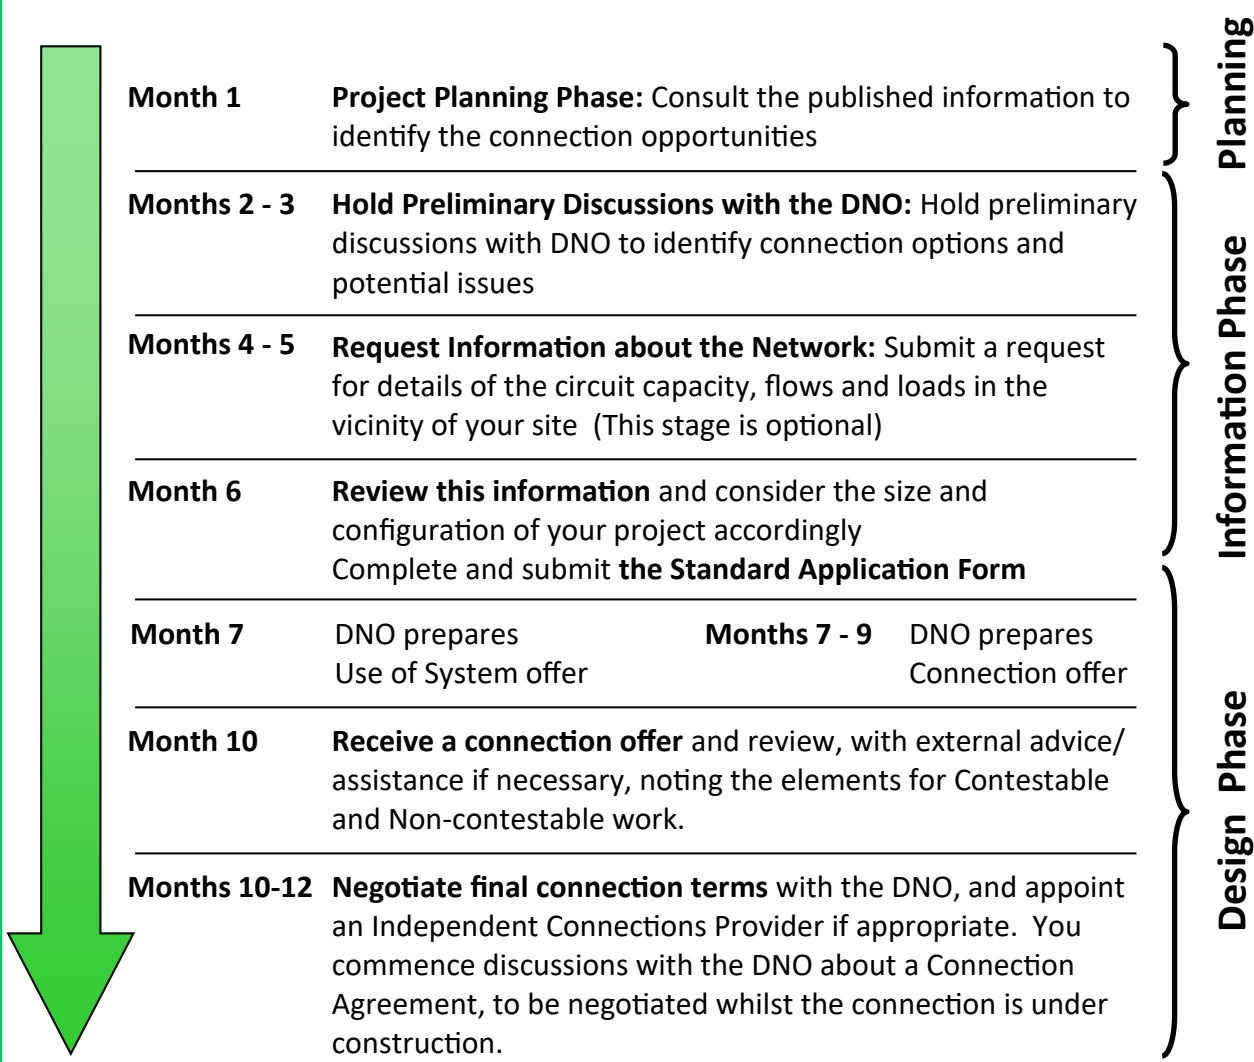 Month 1 Project Planning Phase: Consult the published information to
identify the connection opportunities
Planning
Months 2 - 3 Hold Preliminary Discussions with the DNO: Hold preliminary
discussions with DNO to identify connection options and
potential issues
Months 4 - 5 Request Information about the Network: Submit a request
for details of the circuit capacity, flows and loads in the
vicinity of your site (This stage is optional)
Month 6 Review this information and consider the size and
configuration of your project accordingly
Complete and submit the Standard Application Form
Information Phase
Month 7 DNO prepares Months 7 - 9 DNO prepares
Use of System offer Connection offer
Month 10 Receive a connection offer and review, with external advice/
assistance if necessary, noting the elements for Contestable
and Non-contestable work.
Months 10-12 Negotiate final connection terms with the DNO, and appoint
an Independent Connections Provider if appropriate. You
commence discussions with the DNO about a Connection
Agreement, to be negotiated whilst the connection is under
construction.
Design Phase